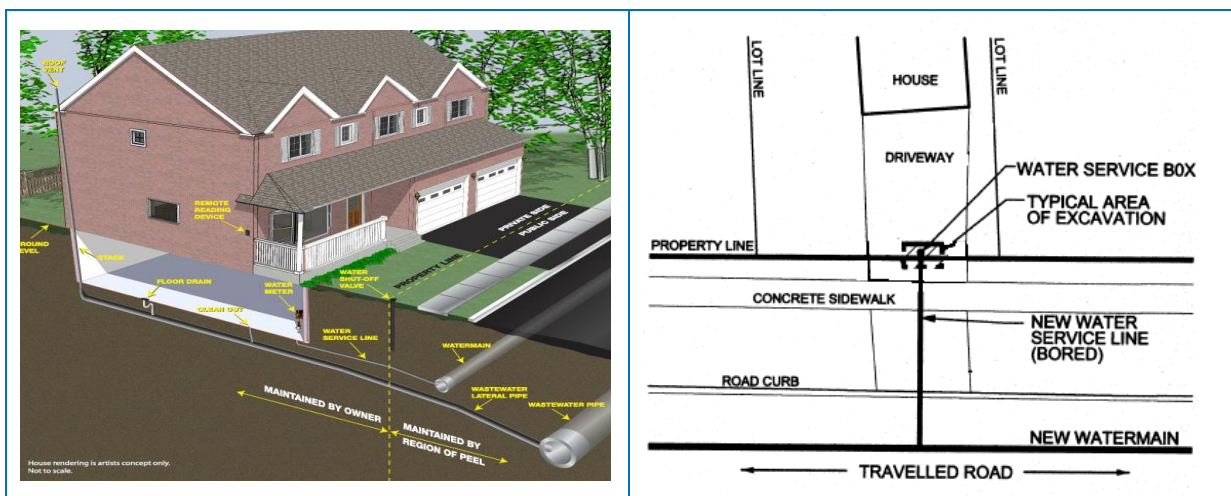 ROOF
VENT
REMOTE
READING
DEVICE
PRIVATE SIDE
PUBLIC SIDE
PROPERTY LINE
ROUND
EVEL
STACK
FLOOR DRAIN
CLEAN OUT
WATER
METER
WATER
SHUT-OFF
VALVE
WATER
SERVICE LINE
WATERMAIN
WASTEWATER
LATERAL PIPE
WASTEWATER PIPE
MAINTAINED BY OWNER
MAINTAINED BY
REGION OF PEEL
House rendering is artists concept only.
Not to scale.
LOT LINE
HOUSE
LOT LINE
DRIVEWAY
WATER SERVICE BOX
TYPICAL AREA
OF EXCAVATION
PROPERTY LINE
CONCRETE SIDEWALK
NEW WATER
SERVICE LINE
(BORED)
ROAD CURB
NEW WATERMAIN
TRAVELLED ROAD